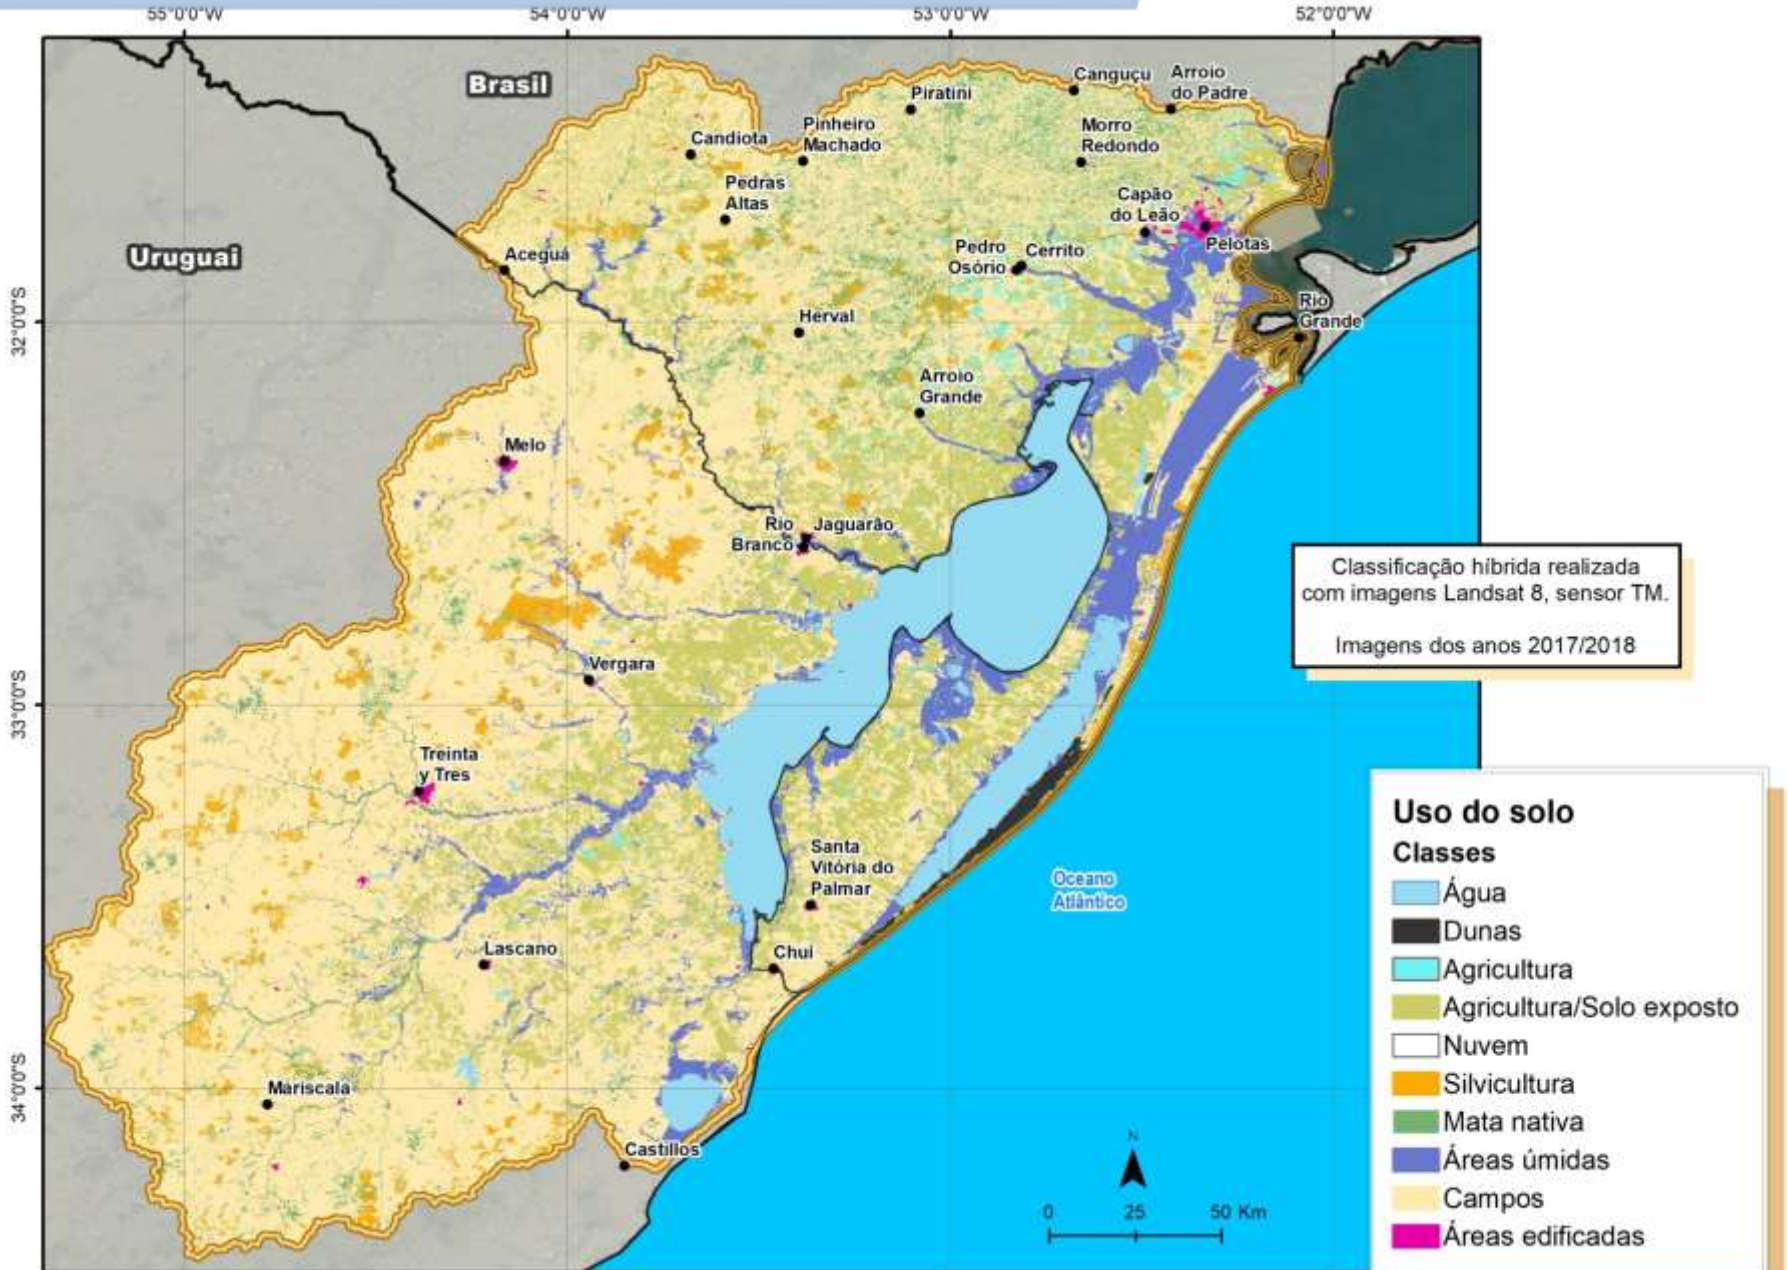 55°0'0"W
54°0'0"W
53°0'0"W
52°0'0"W
Brasil
Uruguai
Canguçu
Arroio
do Padre
Piratini
Pinheiro
Machado
Candiota
Morro
Redondo
Pedras
Altas
Capão
do Leão
Pelotas
Aceguá
Pedro
Osório
Cerrito
Rio
Grande
32°0'0"S
Herval
Arroio
Grande
Melo
Rio
Branco
Jaguarão
Classificação híbrida realizada
com imagens Landsat 8, sensor TM.
Imagens dos anos 2017/2018
Vergara
33°0'0"S
Treinta
y Tres
Santa
Vitória do
Palmar
Oceano
Atlântico
Lascano
Chui
34°0'0"S
Mariscala
Castillos
N
0 25 50 Km
Uso do solo
Classes
Água
Dunas
Agricultura
Agricultura/Solo exposto
Nuvem
Silvicultura
Mata nativa
Áreas úmidas
Campos
Áreas edificadas